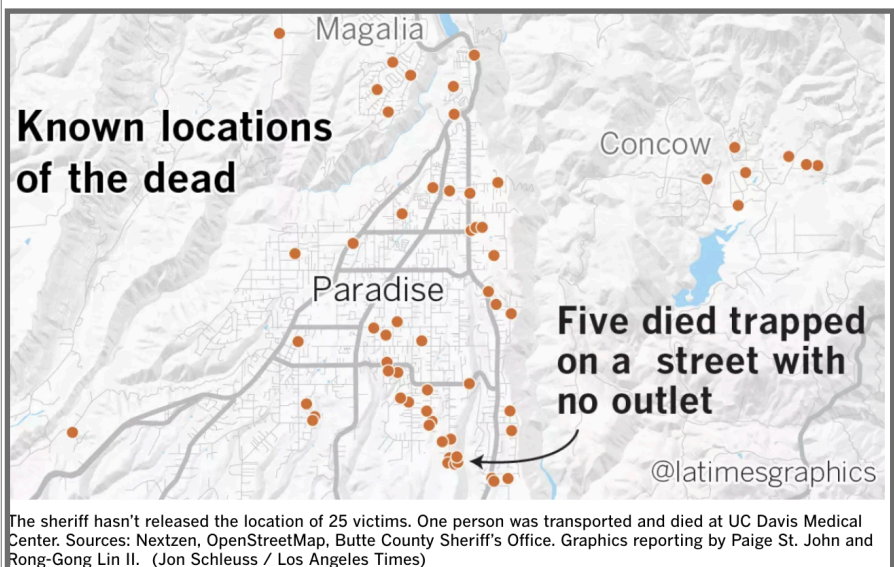 Magalia
Known locations
of the dead
Concow
Paradise
Five died trapped
on a street with
no outlet
@latimesgraphics
The sheriff hasn't released the location of 25 victims. One person was transported and died at UC Davis Medical
Center. Sources: Nextzen, OpenStreetMap, Butte County Sheriff's Office. Graphics reporting by Paige St. John and
Rong-Gong Lin II. (Jon Schleuss / Los Angeles Times)